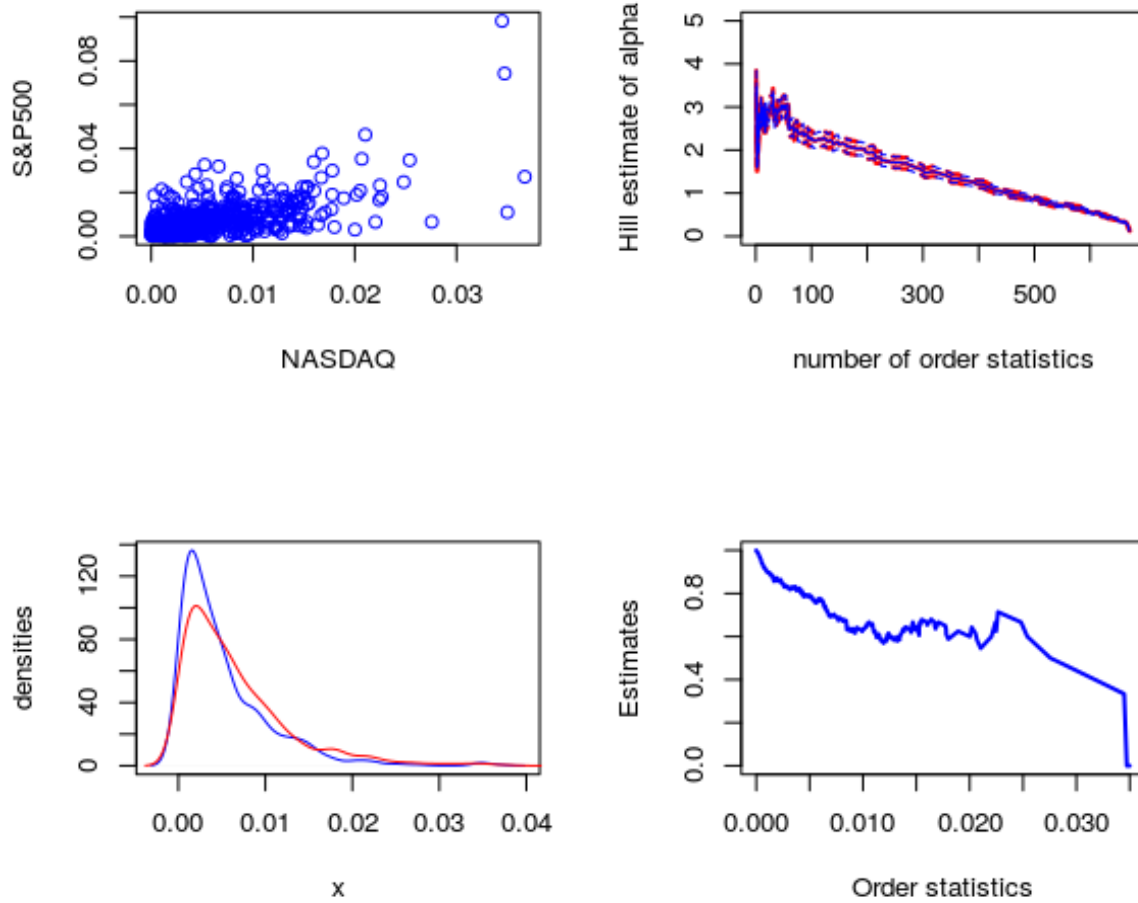 S&P500
0.00 0.04 0.08
0.00 0.01 0.02 0.03
NASDAQ
Hill estimate of alpha
0 1 2 3 4 5
0 100 300 500
number of order statistics
densities
0 40 80 120
0.00 0.01 0.02 0.03 0.04
x
Estimates
0.0 0.4 0.8
0.000 0.010 0.020 0.030
Order statistics